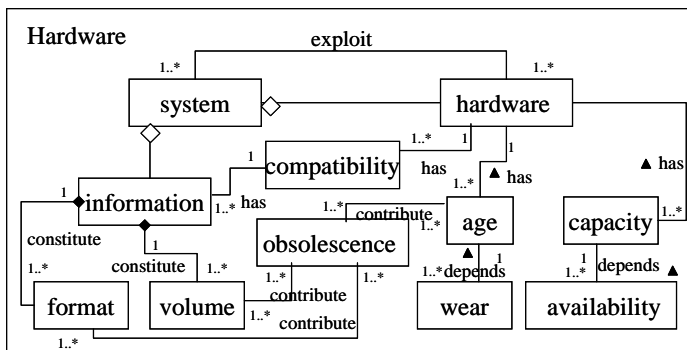 Hardware
exploit
1..* 1..*
system hardware
1..* 1
1 compatibility 1
has ▲ has ▲ has
1 information 1..* has 1..* 1..*
1..* contribute 1..* age capacity
constitute 1 obsolescence
constitute 1 1
1..* 1..* 1..* 1..* 1..* depends 1..* depends
contribute
format volume 1..* wear availability
contribute
1..*